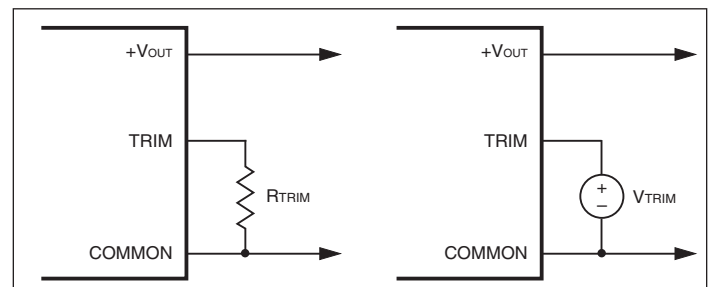 +VOUT
TRIM
RTRIM
COMMON
+VOUT
TRIM
+
–
VTRIM
COMMON